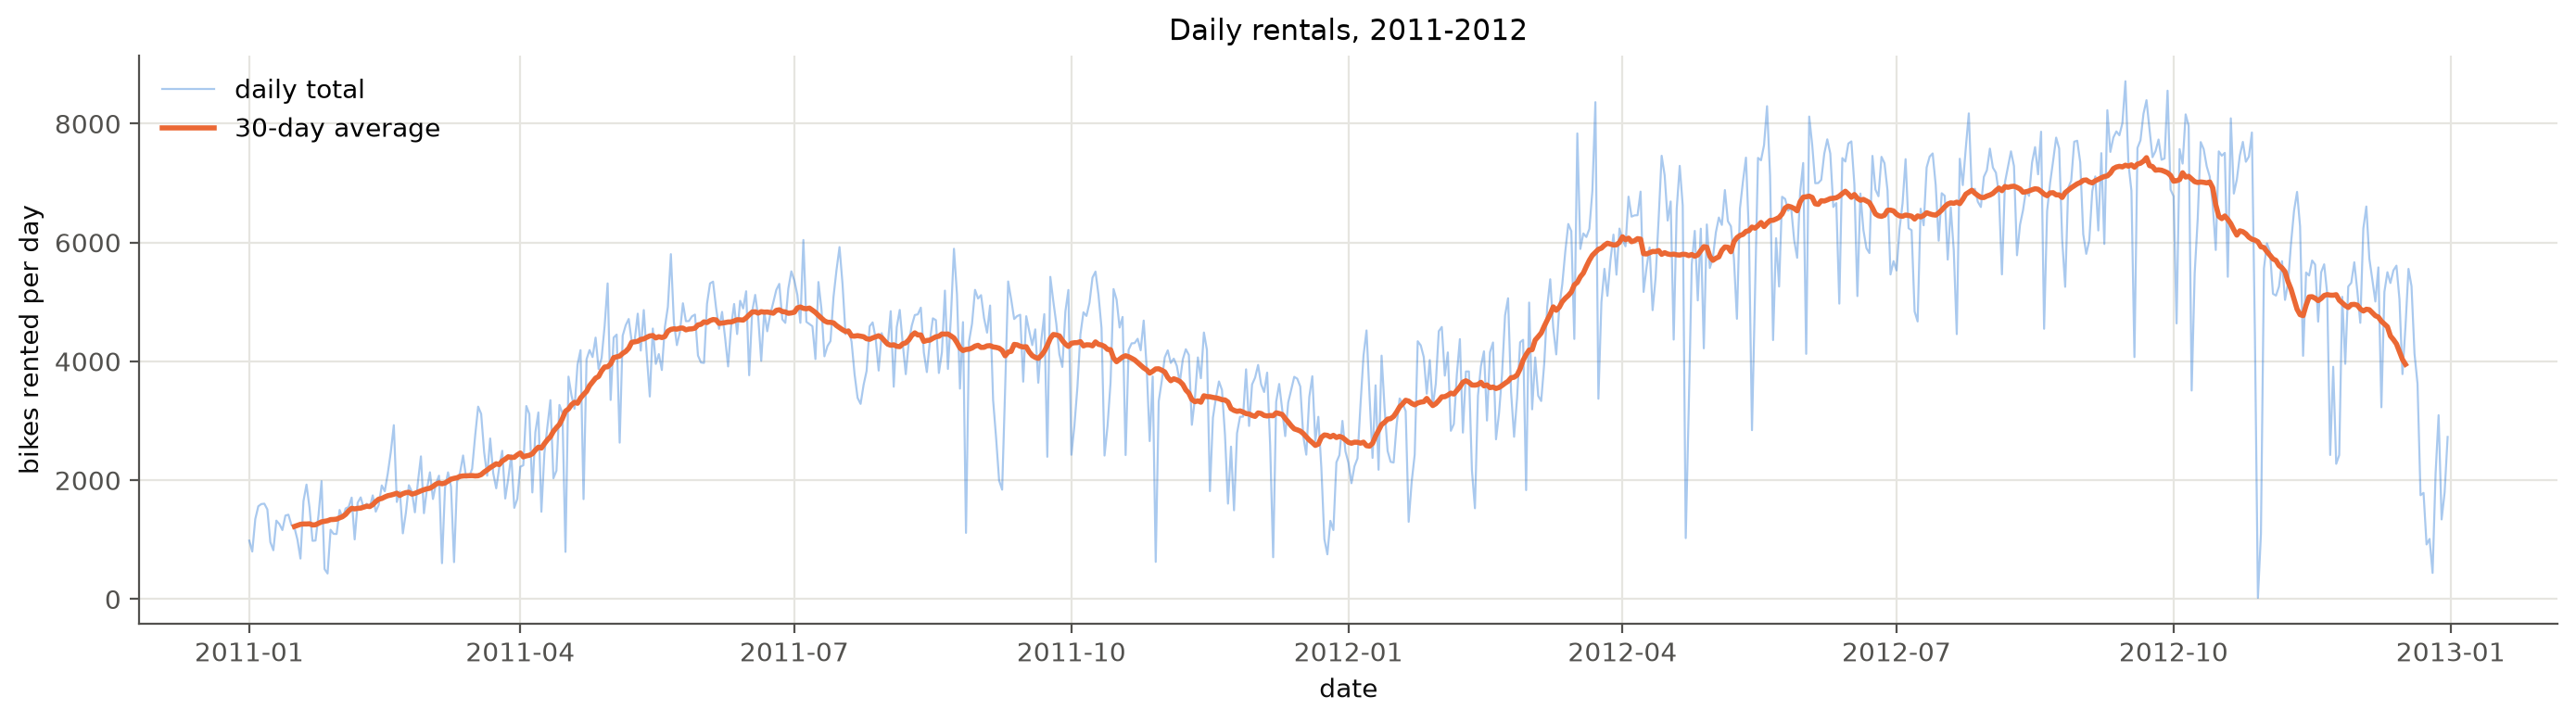 Daily rentals, 2011-2012
daily total
30-day average
bikes rented per day
8000
6000
4000
2000
0
2011-01
2011-04
2011-07
2011-10
2012-01
2012-04
2012-07
2012-10
2013-01
date